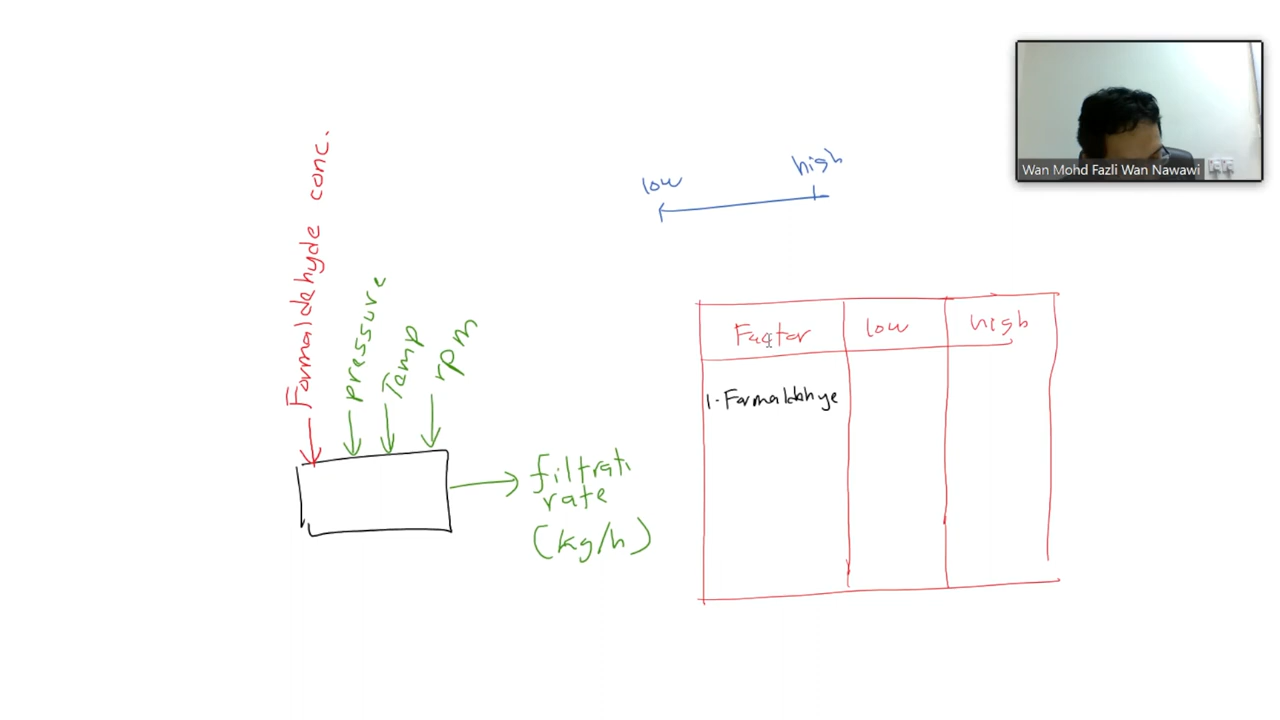 Wan Mohd Fazli Wan Nawawi
low
high
Formaldehyde conc.
pressure
Temp
rpm
filtrati
rate
(kg/h)
Factor
low
high
1. Formaldehye